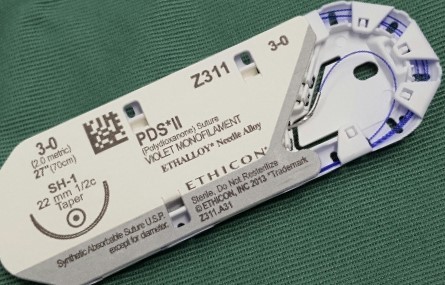 Z311
3-0
3-0
(2.0 metric)
27" (70cm)
SH-1
22 mm 1/2c
Taper
PDS*II
(Polydioxanone) Suture
VIOLET MONOFILAMENT
ETHALLOY* Needle Alloy
ETHICON
Synthetic Absorbable Suture U.S.P.
except for diameter.
Sterile, Do Not Resterilize
©ETHICON, INC 2013 *Trademark
Z311.A31